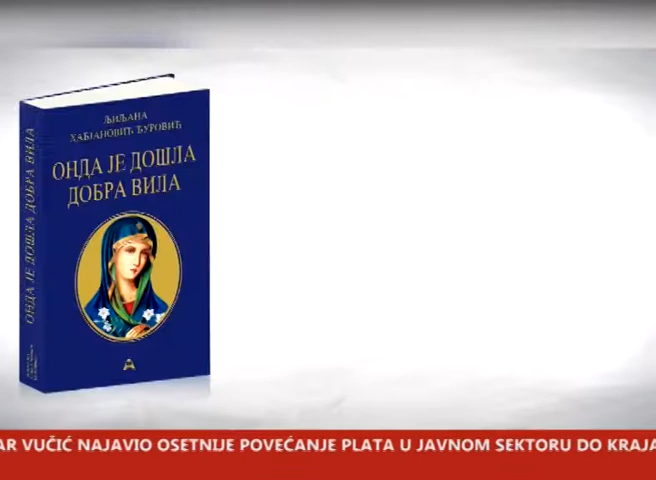 ЉИЉАНА
ХАБЈАНОВИЋ ЂУРОВИЋ
ОНДА ЈЕ ДОШЛА
ДОБРА ВИЛА
ОНДА ЈЕ ДОШЛА ДОБРА ВИЛА
AR VUČIĆ NAJAVIO OSETNIJE POVEĆANJE PLATA U JAVNOM SEKTORU DO KRAJA